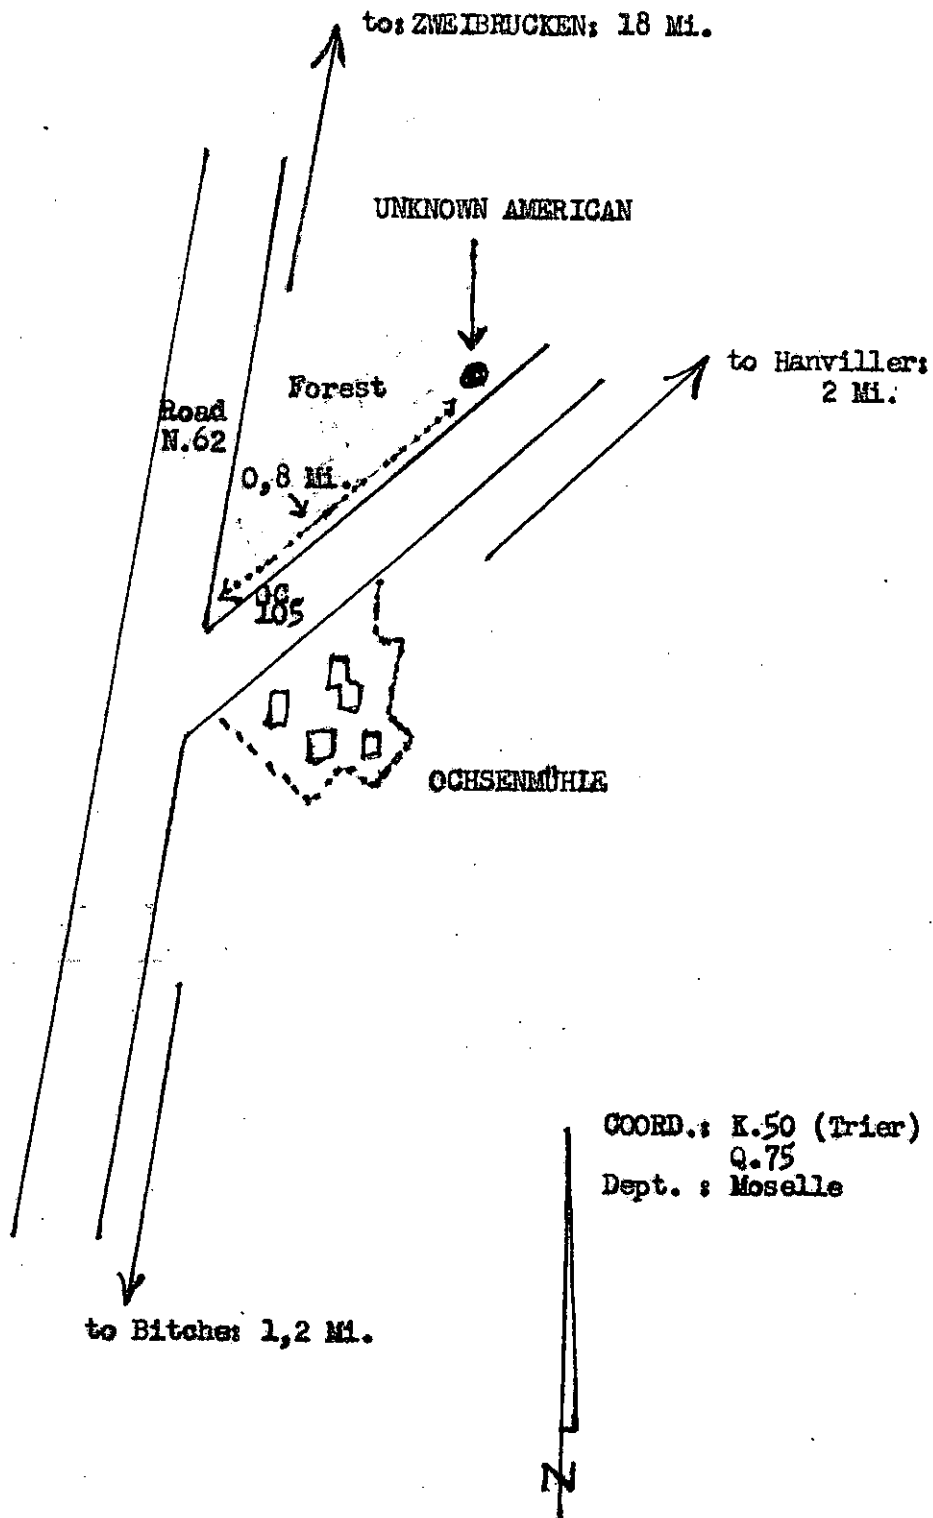 to: ZWEIBRUCKEN: 18 Mi.
UNKNOWN AMERICAN
to Hanviller:
2 Mi.
Forest
Road
N.62
0,8 Mi.
105
OCHSENMÜHLE
COORD.: K.50 (Trier)
Q.75
Dept. : Moselle
to Bitche: 1,2 Mi.
N